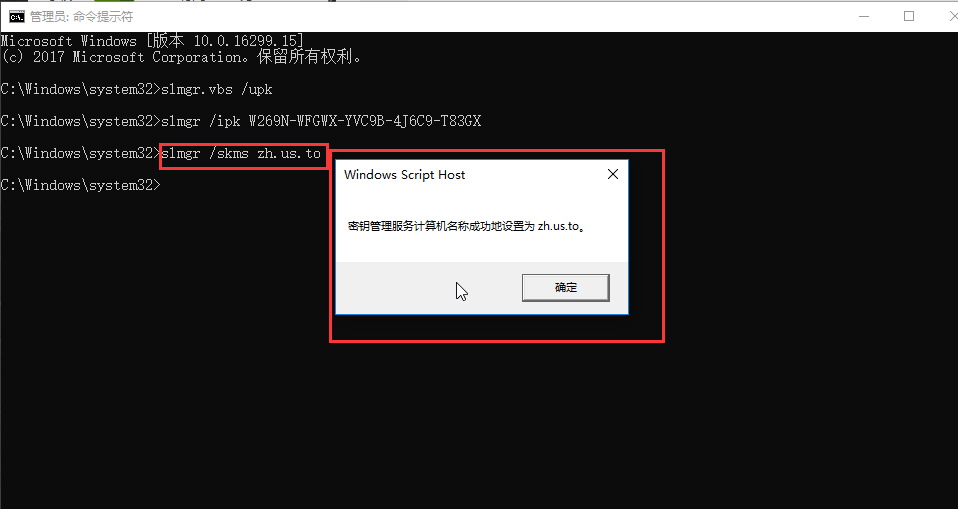 管理员: 命令提示符
Microsoft Windows [版本 10.0.16299.15]
(c) 2017 Microsoft Corporation。保留所有权利。
C:\Windows\system32>slmgr.vbs /upk
C:\Windows\system32>slmgr /ipk W269N-WFGWX-YVC9B-4J6C9-T83GX
C:\Windows\system32>slmgr /skms zh.us.to
C:\Windows\system32>
Windows Script Host
密钥管理服务计算机名称成功地设置为 zh.us.to。
确定